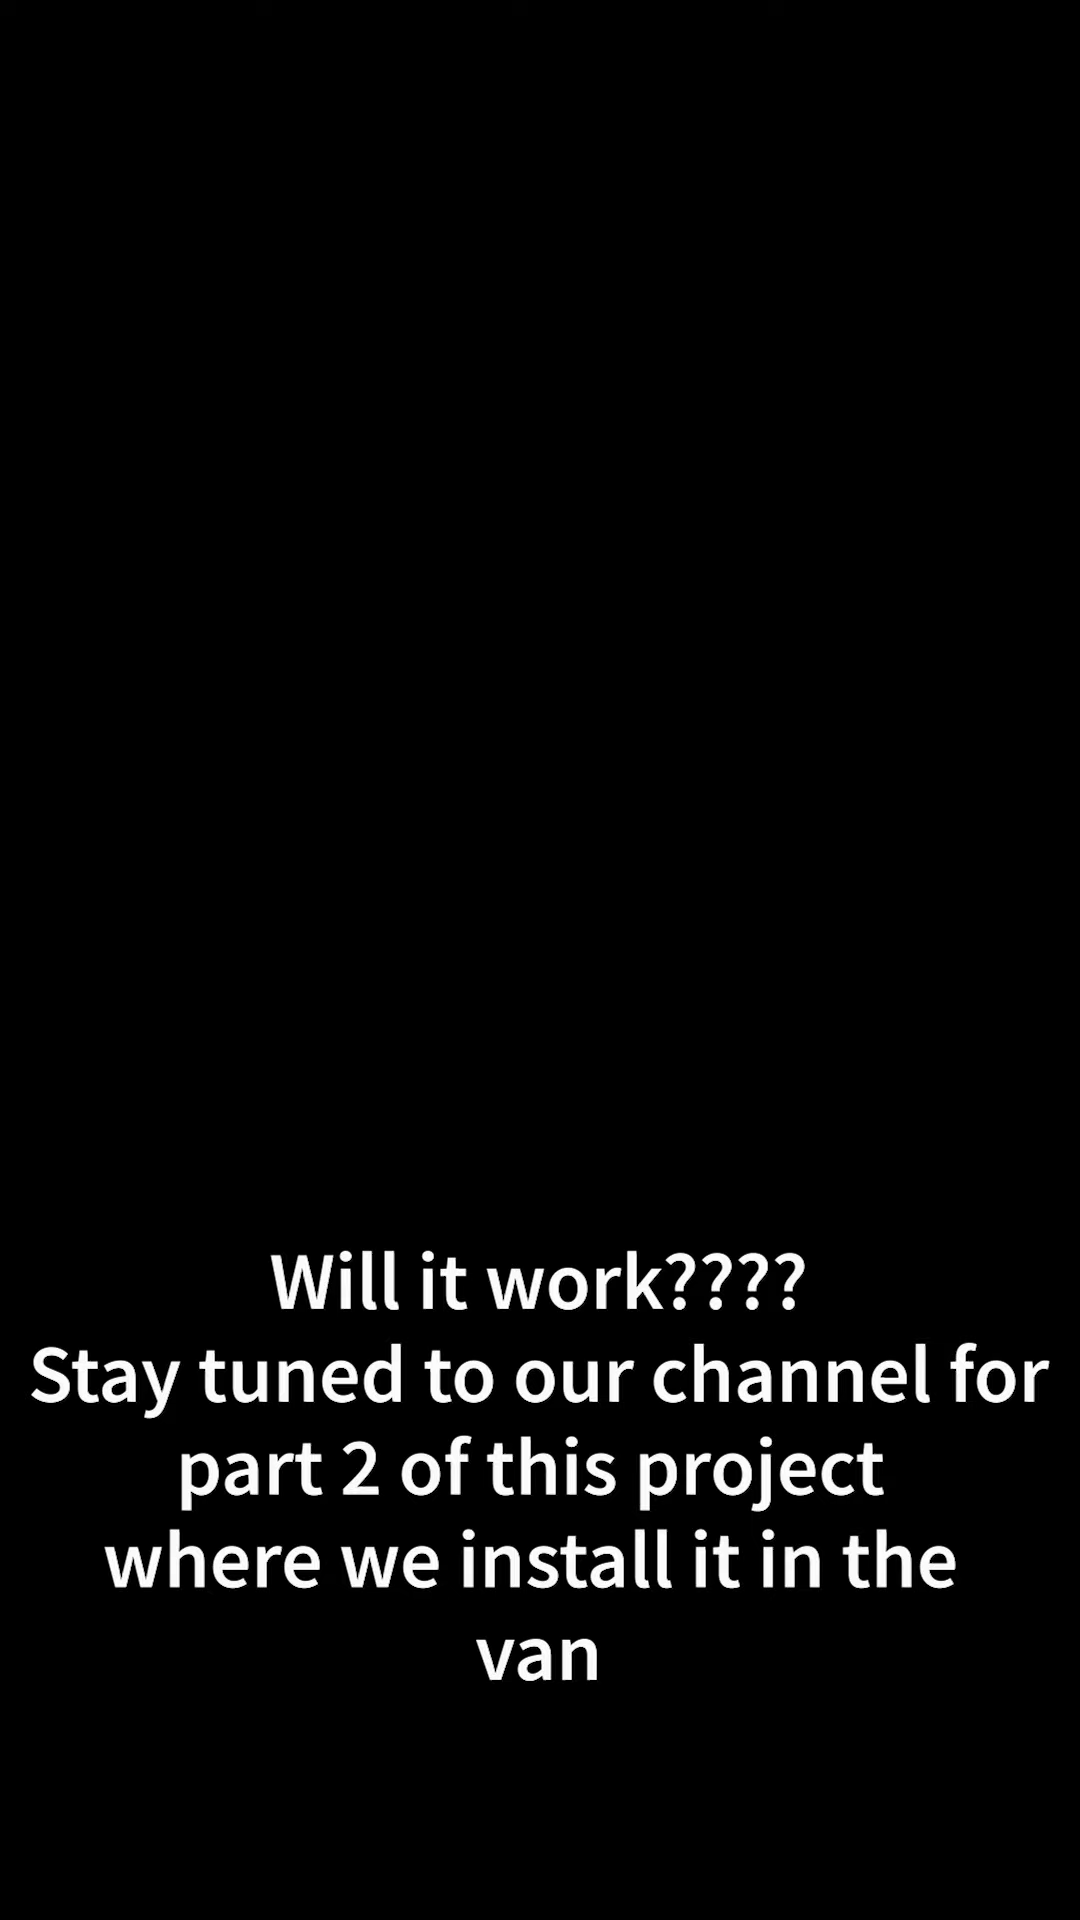 Will it work????
Stay tuned to our channel for
part 2 of this project
where we install it in the
van